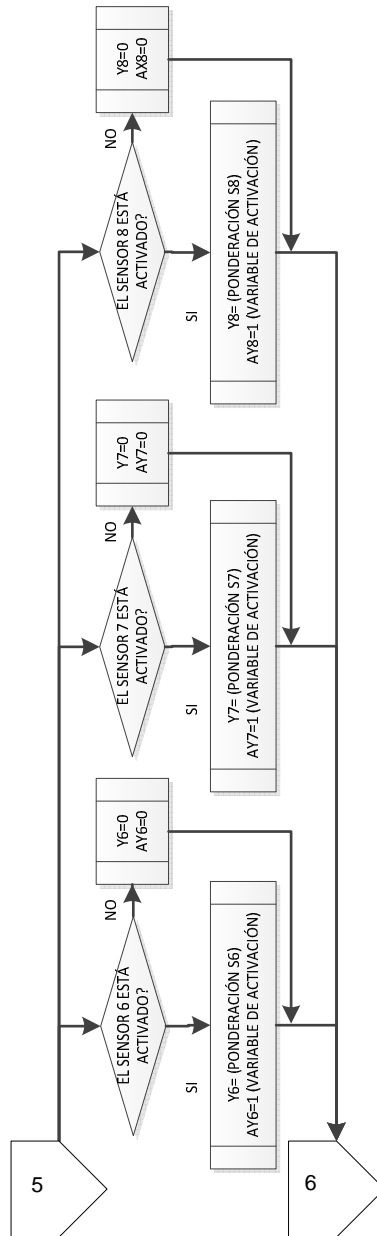 5
EL SENSOR 6 ESTÁ
ACTIVADO?
NO
Y6=0
AY6=0
SI
Y6= (PONDERACIÓN S6)
AY6=1 (VARIABLE DE ACTIVACIÓN)
EL SENSOR 7 ESTÁ
ACTIVADO?
NO
Y7=0
AY7=0
SI
Y7= (PONDERACIÓN S7)
AY7=1 (VARIABLE DE ACTIVACIÓN)
EL SENSOR 8 ESTÁ
ACTIVADO?
NO
Y8=0
AX8=0
SI
Y8= (PONDERACIÓN S8)
AY8=1 (VARIABLE DE ACTIVACIÓN)
6